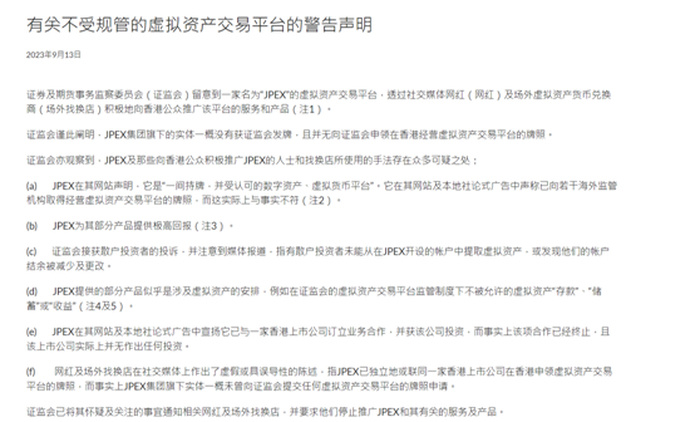 有关不受规管的虚拟资产交易平台的警告声明
2023年9月13日
证券及期货事务监察委员会（证监会）留意到一家名为“JPEX”的虚拟资产交易平台，透过社交媒体网红（网红）及场外虚拟资产货币兑换
商（场外找换店）积极地向香港公众推广该平台的服务和产品（注1）。
证监会谨此阐明，JPEX集团旗下的实体一概没有获证监会发牌，且并无向证监会申领在香港经营虚拟资产交易平台的牌照。
证监会亦观察到，JPEX及那些向香港公众积极推广JPEX的人士和找换店所使用的手法存在众多可疑之处：
(a) JPEX在其网站声明，它是“一间持牌，并受认可的数字资产、虚拟货币平台”。它在其网站及本地社论式广告中声称已向若干海外监管
机构取得经营虚拟资产交易平台的牌照，而这实际上与事实不符（注2）。
(b) JPEX为其部分产品提供极高回报（注3）。
(c) 证监会接获散户投资者的投诉，并注意到媒体报道，指有散户投资者未能从在JPEX开设的帐户中提取虚拟资产，或发现他们的帐户
结余被减少及更改。
(d) JPEX提供的部分产品似乎是涉及虚拟资产的安排，例如在证监会的虚拟资产交易平台监管制度下不被允许的虚拟资产“存款”、“储
蓄”或“收益”（注4及5）。
(e) JPEX在其网站及本地社论式广告中宣扬它已与一家香港上市公司订立业务合作，并获该公司投资，而事实上该项合作已经终止，且
该上市公司实际上并无作出任何投资。
(f) 网红及场外找换店在社交媒体上作出了虚假或具误导性的陈述，指JPEX已独立地或联同一家香港上市公司在香港申领虚拟资产交易
平台的牌照，而事实上JPEX集团旗下实体一概未曾向证监会提交任何虚拟资产交易平台的牌照申请。
证监会已将其怀疑及关注的事宜通知相关网红及场外找换店，并要求他们停止推广JPEX和其有关的服务及产品。